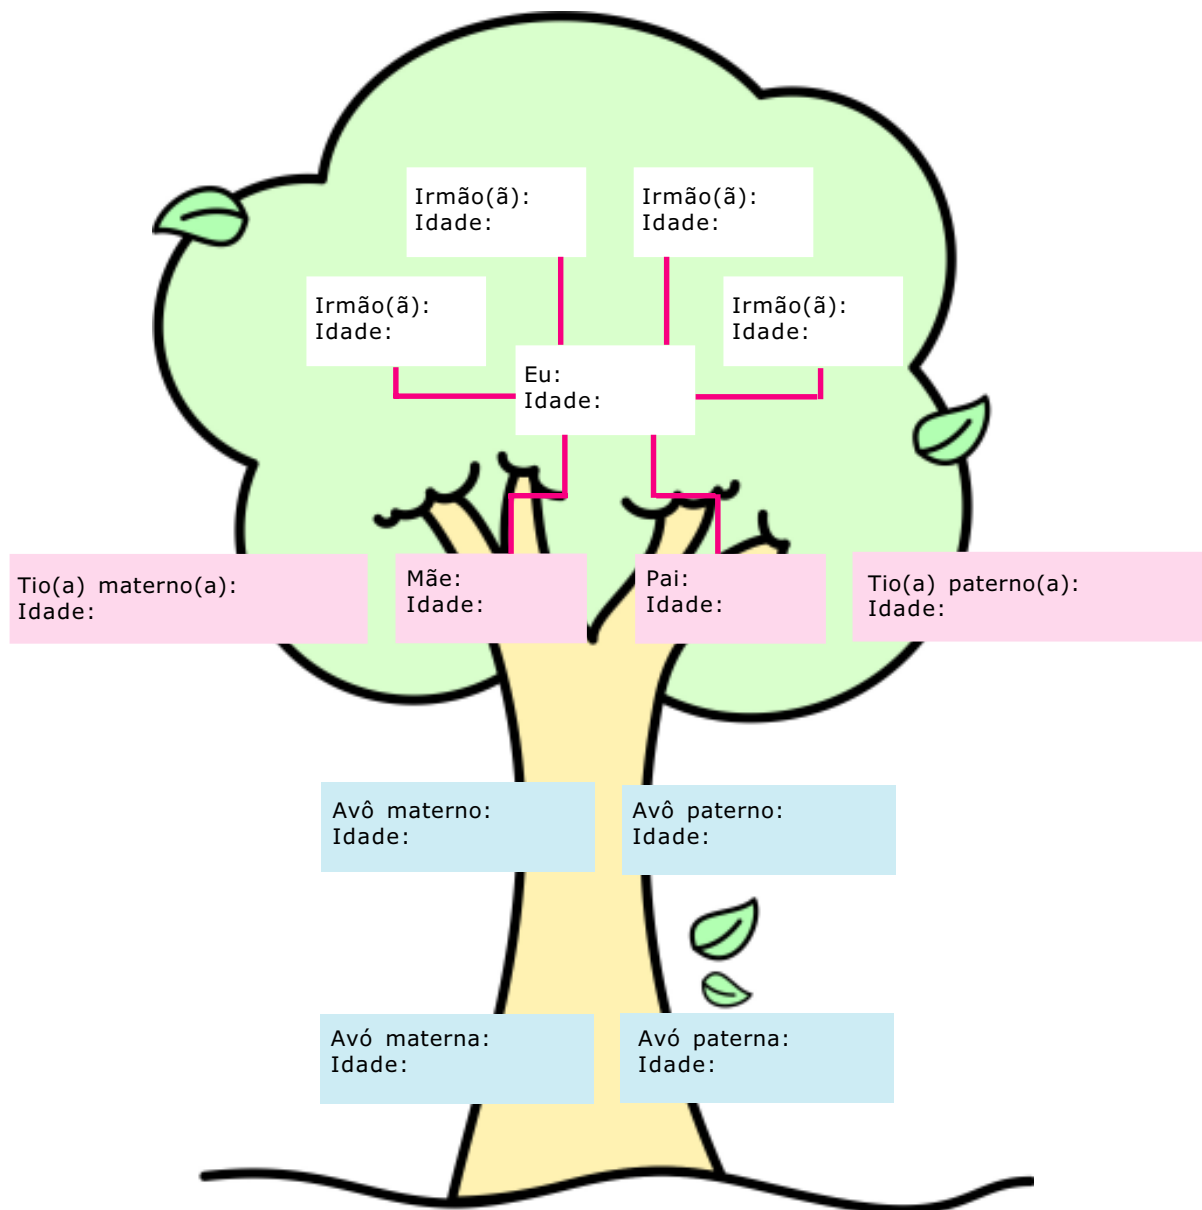 Irmão(ã):
Idade:
Irmão(ã):
Idade:
Irmão(ã):
Idade:
Irmão(ã):
Idade:
Eu:
Idade:
Tio(a) materno(a):
Idade:
Mãe:
Idade:
Pai:
Idade:
Tio(a) paterno(a):
Idade:
Avô materno:
Idade:
Avô paterno:
Idade:
Avó materna:
Idade:
Avó paterna:
Idade: